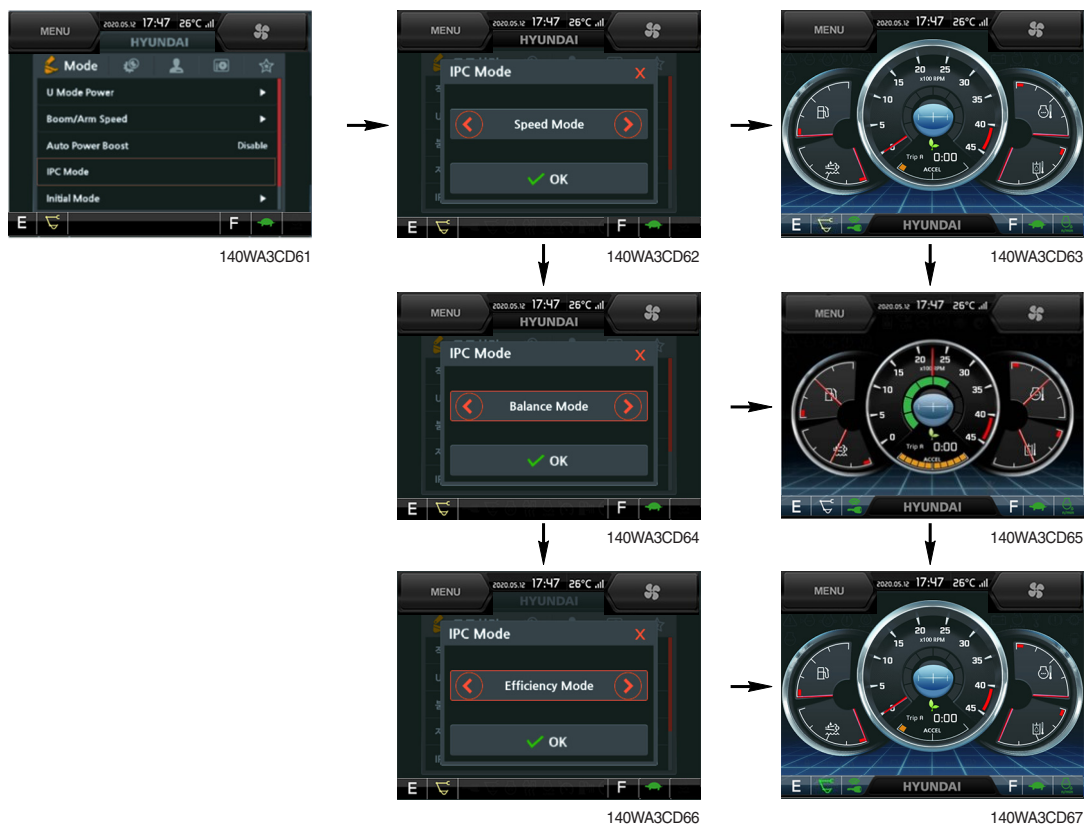 MENU 2020.05.12 17:47 26°C
HYUNDAI
Mode
U Mode Power
Boom/Arm Speed
Auto Power Boost Disable
IPC Mode
Initial Mode
E F
140WA3CD61
MENU 2020.05.12 17:47 26°C
HYUNDAI
IPC Mode X
Speed Mode
OK
E F
140WA3CD62
MENU 2020.05.12 17:47 26°C
0 5 10 15 20 25 30 35 40 45
x100 RPM
Trip A 0:00
ACCEL
E HYUNDAI F
140WA3CD63
MENU 2020.05.12 17:47 26°C
HYUNDAI
IPC Mode X
Balance Mode
OK
E F
140WA3CD64
MENU 2020.05.12 17:47 26°C
0 5 10 15 20 25 30 35 40 45
x100 RPM
Trip A 0:00
ACCEL
E HYUNDAI F
140WA3CD65
MENU 2020.05.12 17:47 26°C
HYUNDAI
IPC Mode X
Efficiency Mode
OK
E F
140WA3CD66
MENU 2020.05.12 17:47 26°C
0 5 10 15 20 25 30 35 40 45
x100 RPM
Trip A 0:00
ACCEL
E HYUNDAI F
140WA3CD67